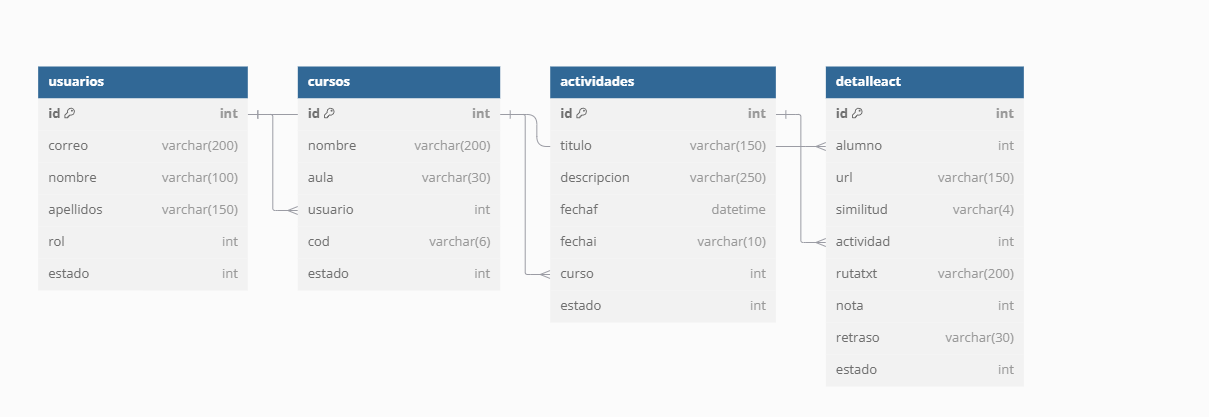 usuarios
id int
correo varchar(200)
nombre varchar(100)
apellidos varchar(150)
rol int
estado int
cursos
id int
nombre varchar(200)
aula varchar(30)
usuario int
cod varchar(6)
estado int
actividades
id int
titulo varchar(150)
descripcion varchar(250)
fechaf datetime
fechai varchar(10)
curso int
estado int
detalleact
id int
alumno int
url varchar(150)
similitud varchar(4)
actividad int
rutatxt varchar(200)
nota int
retraso varchar(30)
estado int